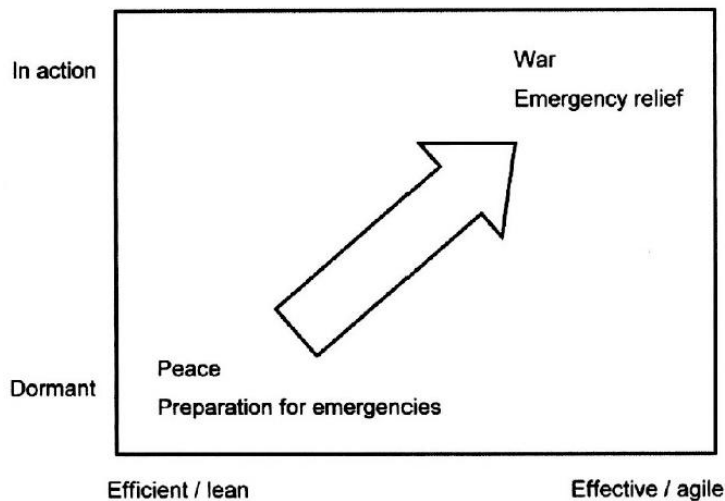 In action
War
Emergency relief
Peace
Dormant
Preparation for emergencies
Efficient / lean
Effective / agile